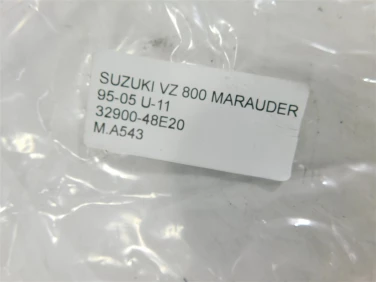 SUZUKI VZ 800 MARAUDER
95-05 U-11
32900-48E20
M.A543